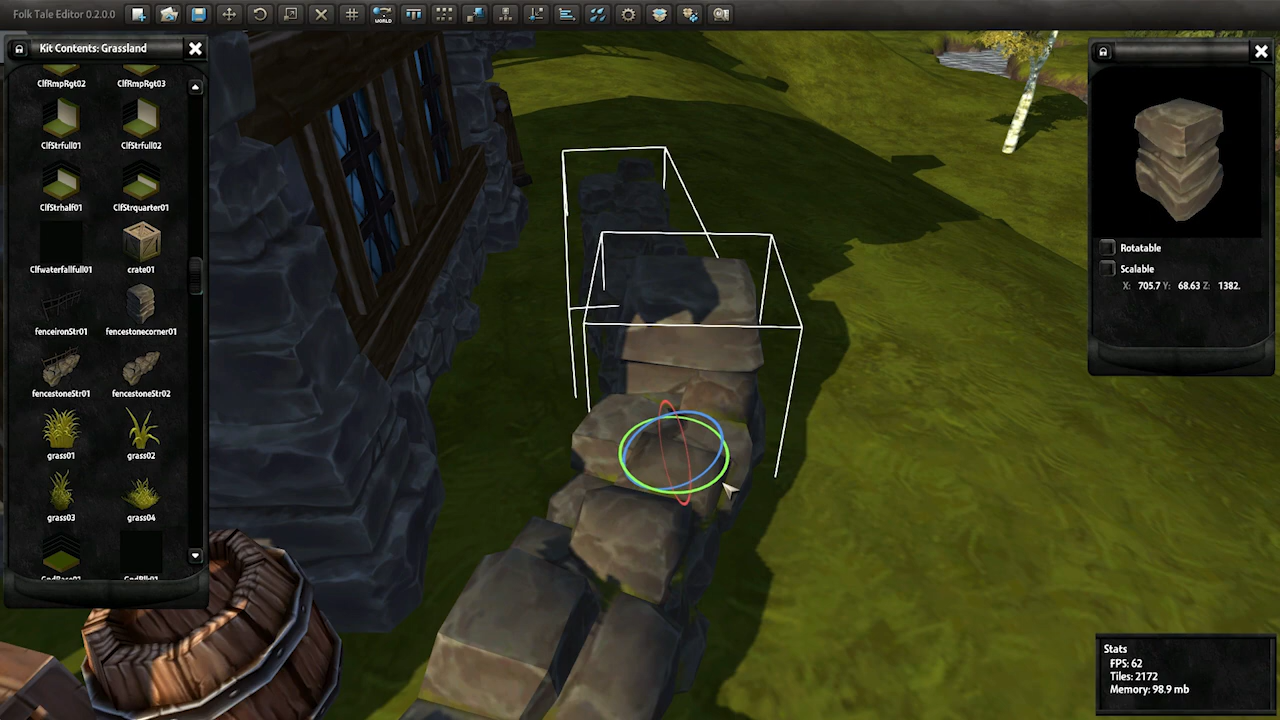 Folk Tale Editor 0.2.0.0
WORLD
Kit Contents: Grassland
ClfRmpRgt02 ClfRmpRgt03
ClfStrfull01 ClfStrfull02
ClfStrhalf01 ClfStrquarter01
Clfwaterfallfull01 crate01
fenceironStr01 fencestonecorner01
fencestoneStr01 fencestoneStr02
grass01 grass02
grass03 grass04
GndBase01
Rotatable
Scalable
X: 705.7 Y: 68.63 Z: 1382.
Stats
FPS: 62
Tiles: 2172
Memory: 98.9 mb